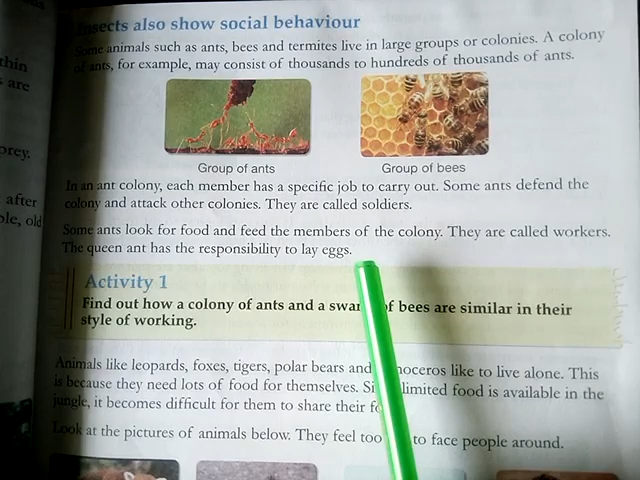 Insects also show social behaviour
Some animals such as ants, bees and termites live in large groups or colonies. A colony
of ants, for example, may consist of thousands to hundreds of thousands of ants.
Group of ants
Group of bees
In an ant colony, each member has a specific job to carry out. Some ants defend the
colony and attack other colonies. They are called soldiers.
Some ants look for food and feed the members of the colony. They are called workers.
The queen ant has the responsibility to lay eggs.
Activity 1
Find out how a colony of ants and a swarm of bees are similar in their
style of working.
Animals like leopards, foxes, tigers, polar bears and like to live alone. This
is because they need lots of food for themselves. limited food is available in the
jungle, it becomes difficult for them to share their
Look at the pictures of animals below. They feel too to face people around.
are
prey.
after
old